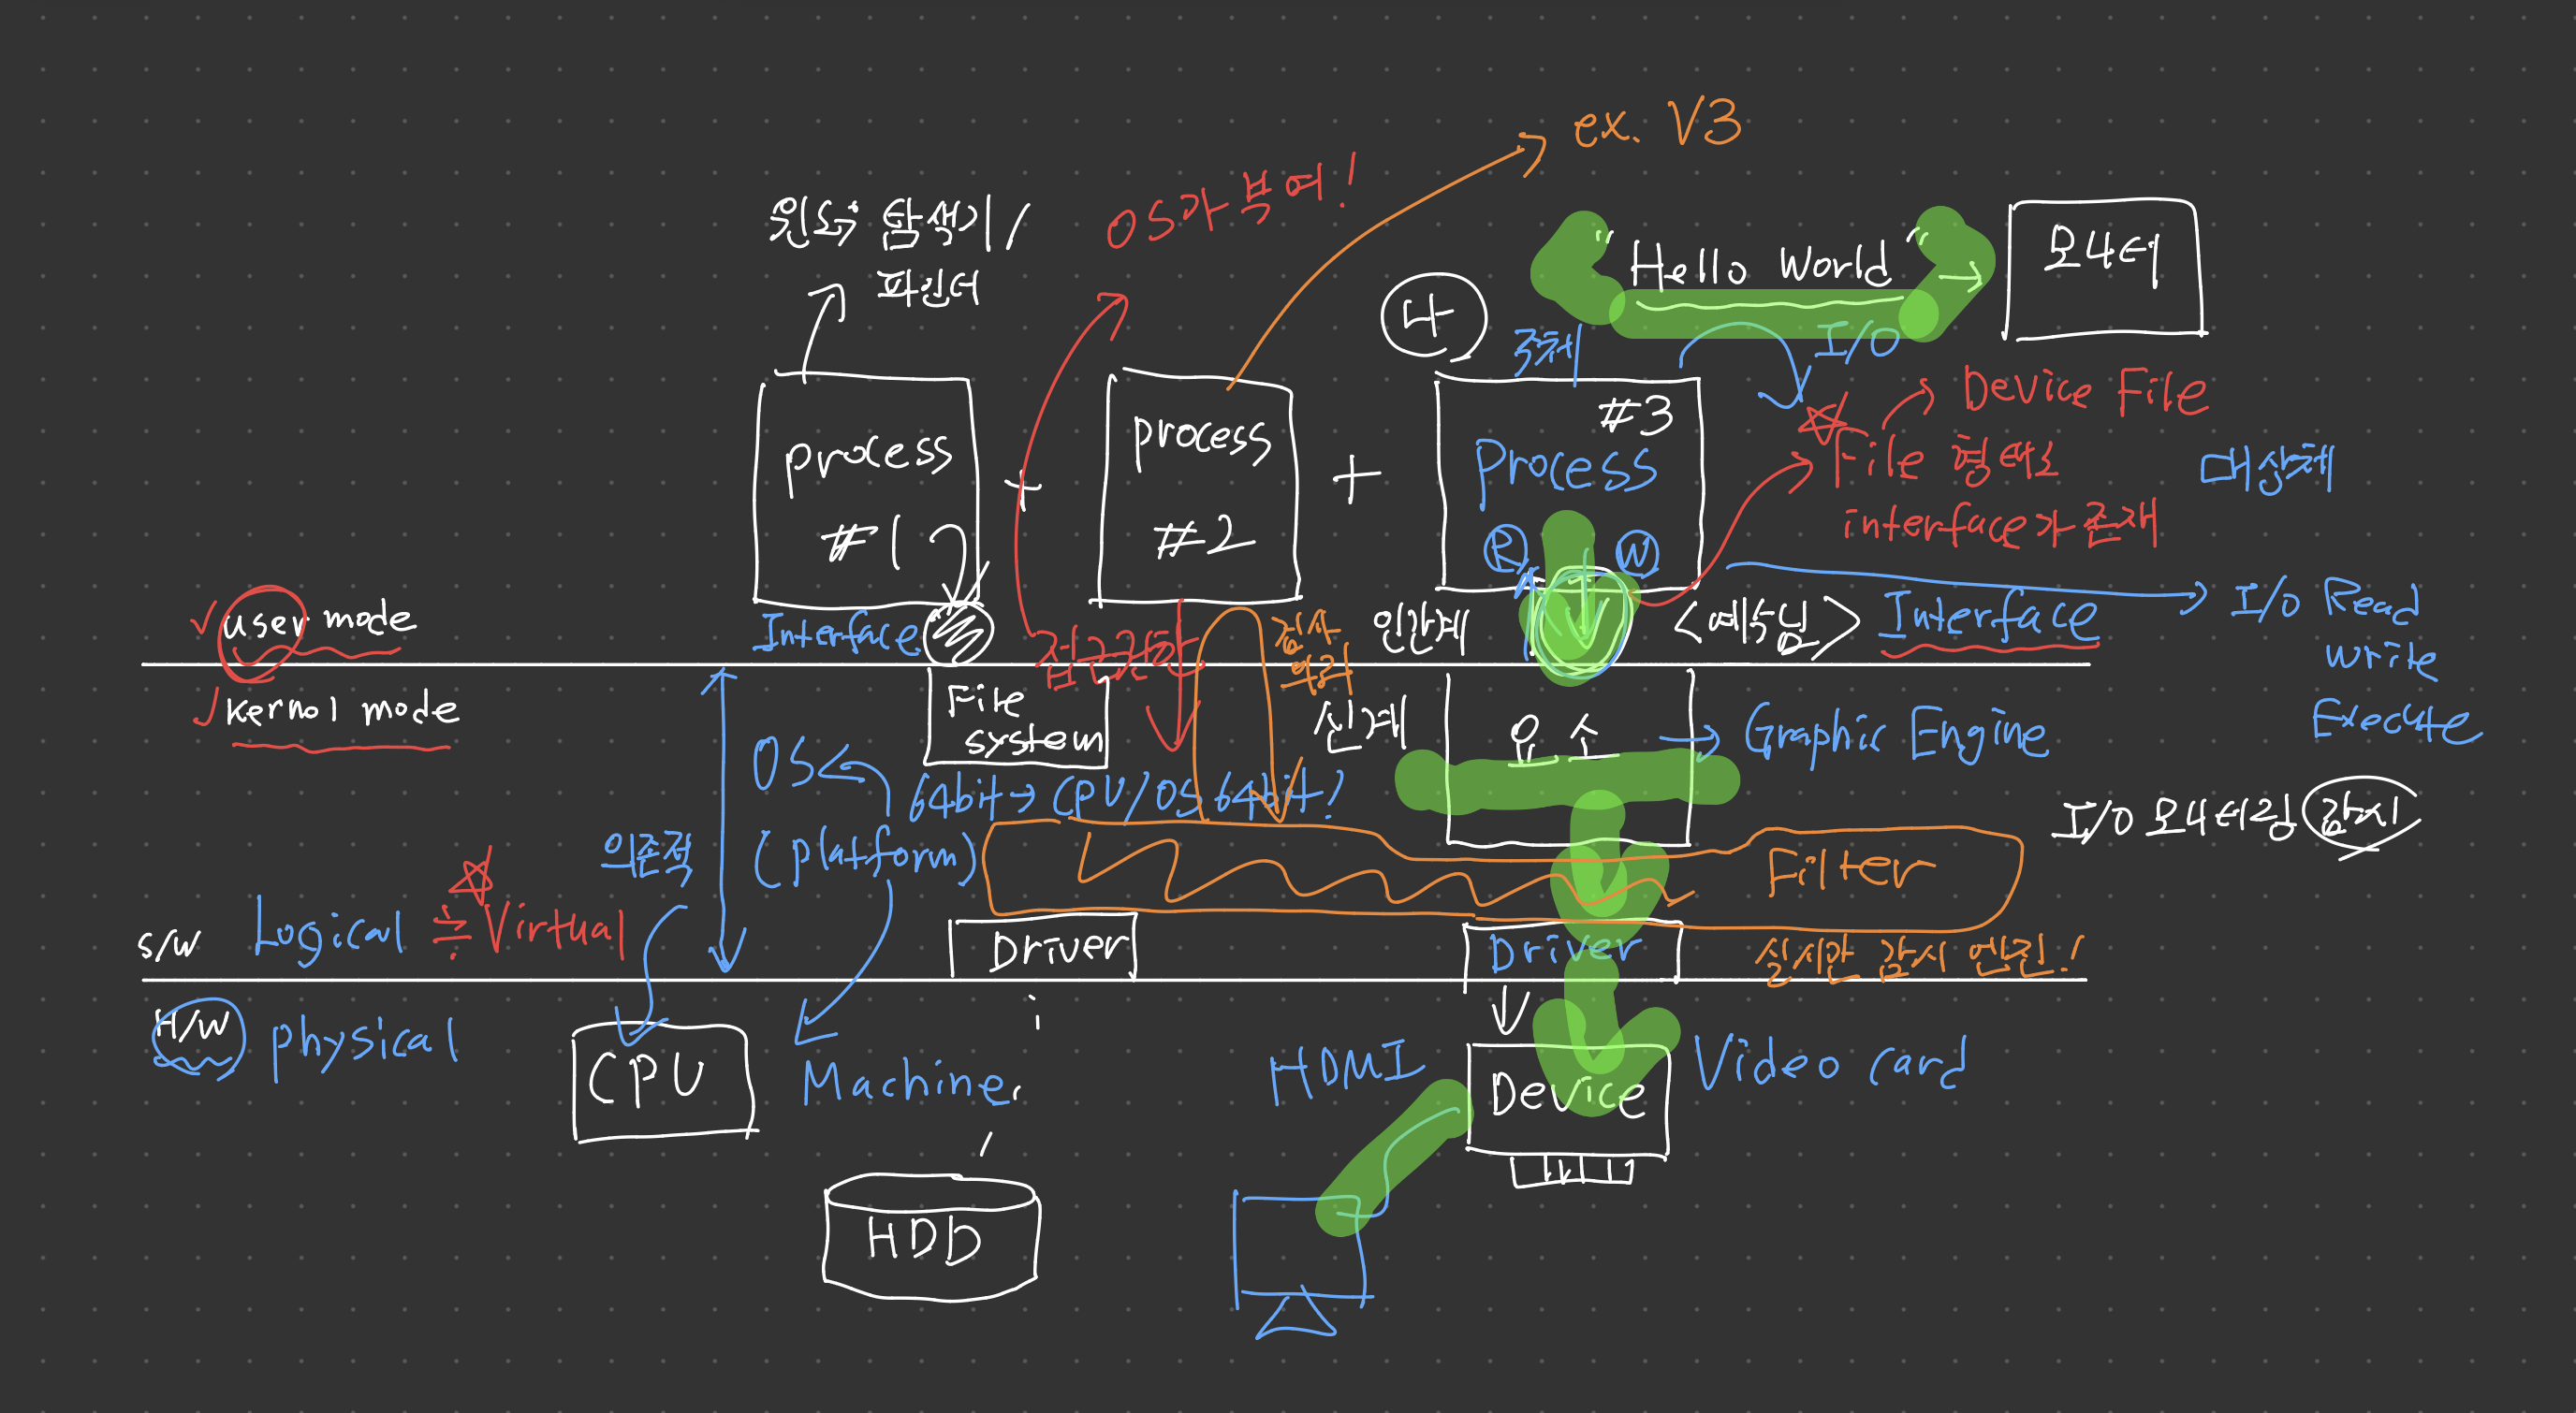 ex. V3
OS가 부여!
윈도우 탐색기/
파인더
"Hello World"
모니터
나
주체
I/O
Device File
#3
process
#1
process
#2
Process
File 형태로
interface가 존재
대상체
R
W
user mode
Interface
접근권한
검사
의뢰
인간계
<예수님>
Interface
I/O Read
write
Execute
kernol mode
File
system
신계
요소
Graphic Engine
OS
64bit → CPU/OS 64bit!
I/O 모니터링 감시
의존적
(platform)
Filter
S/W
Logical ≒ Virtual
Driver
Driver
실시간 감시 엔진!
H/W
physical
CPU
Machine
HDMI
Device
Video card
HDD